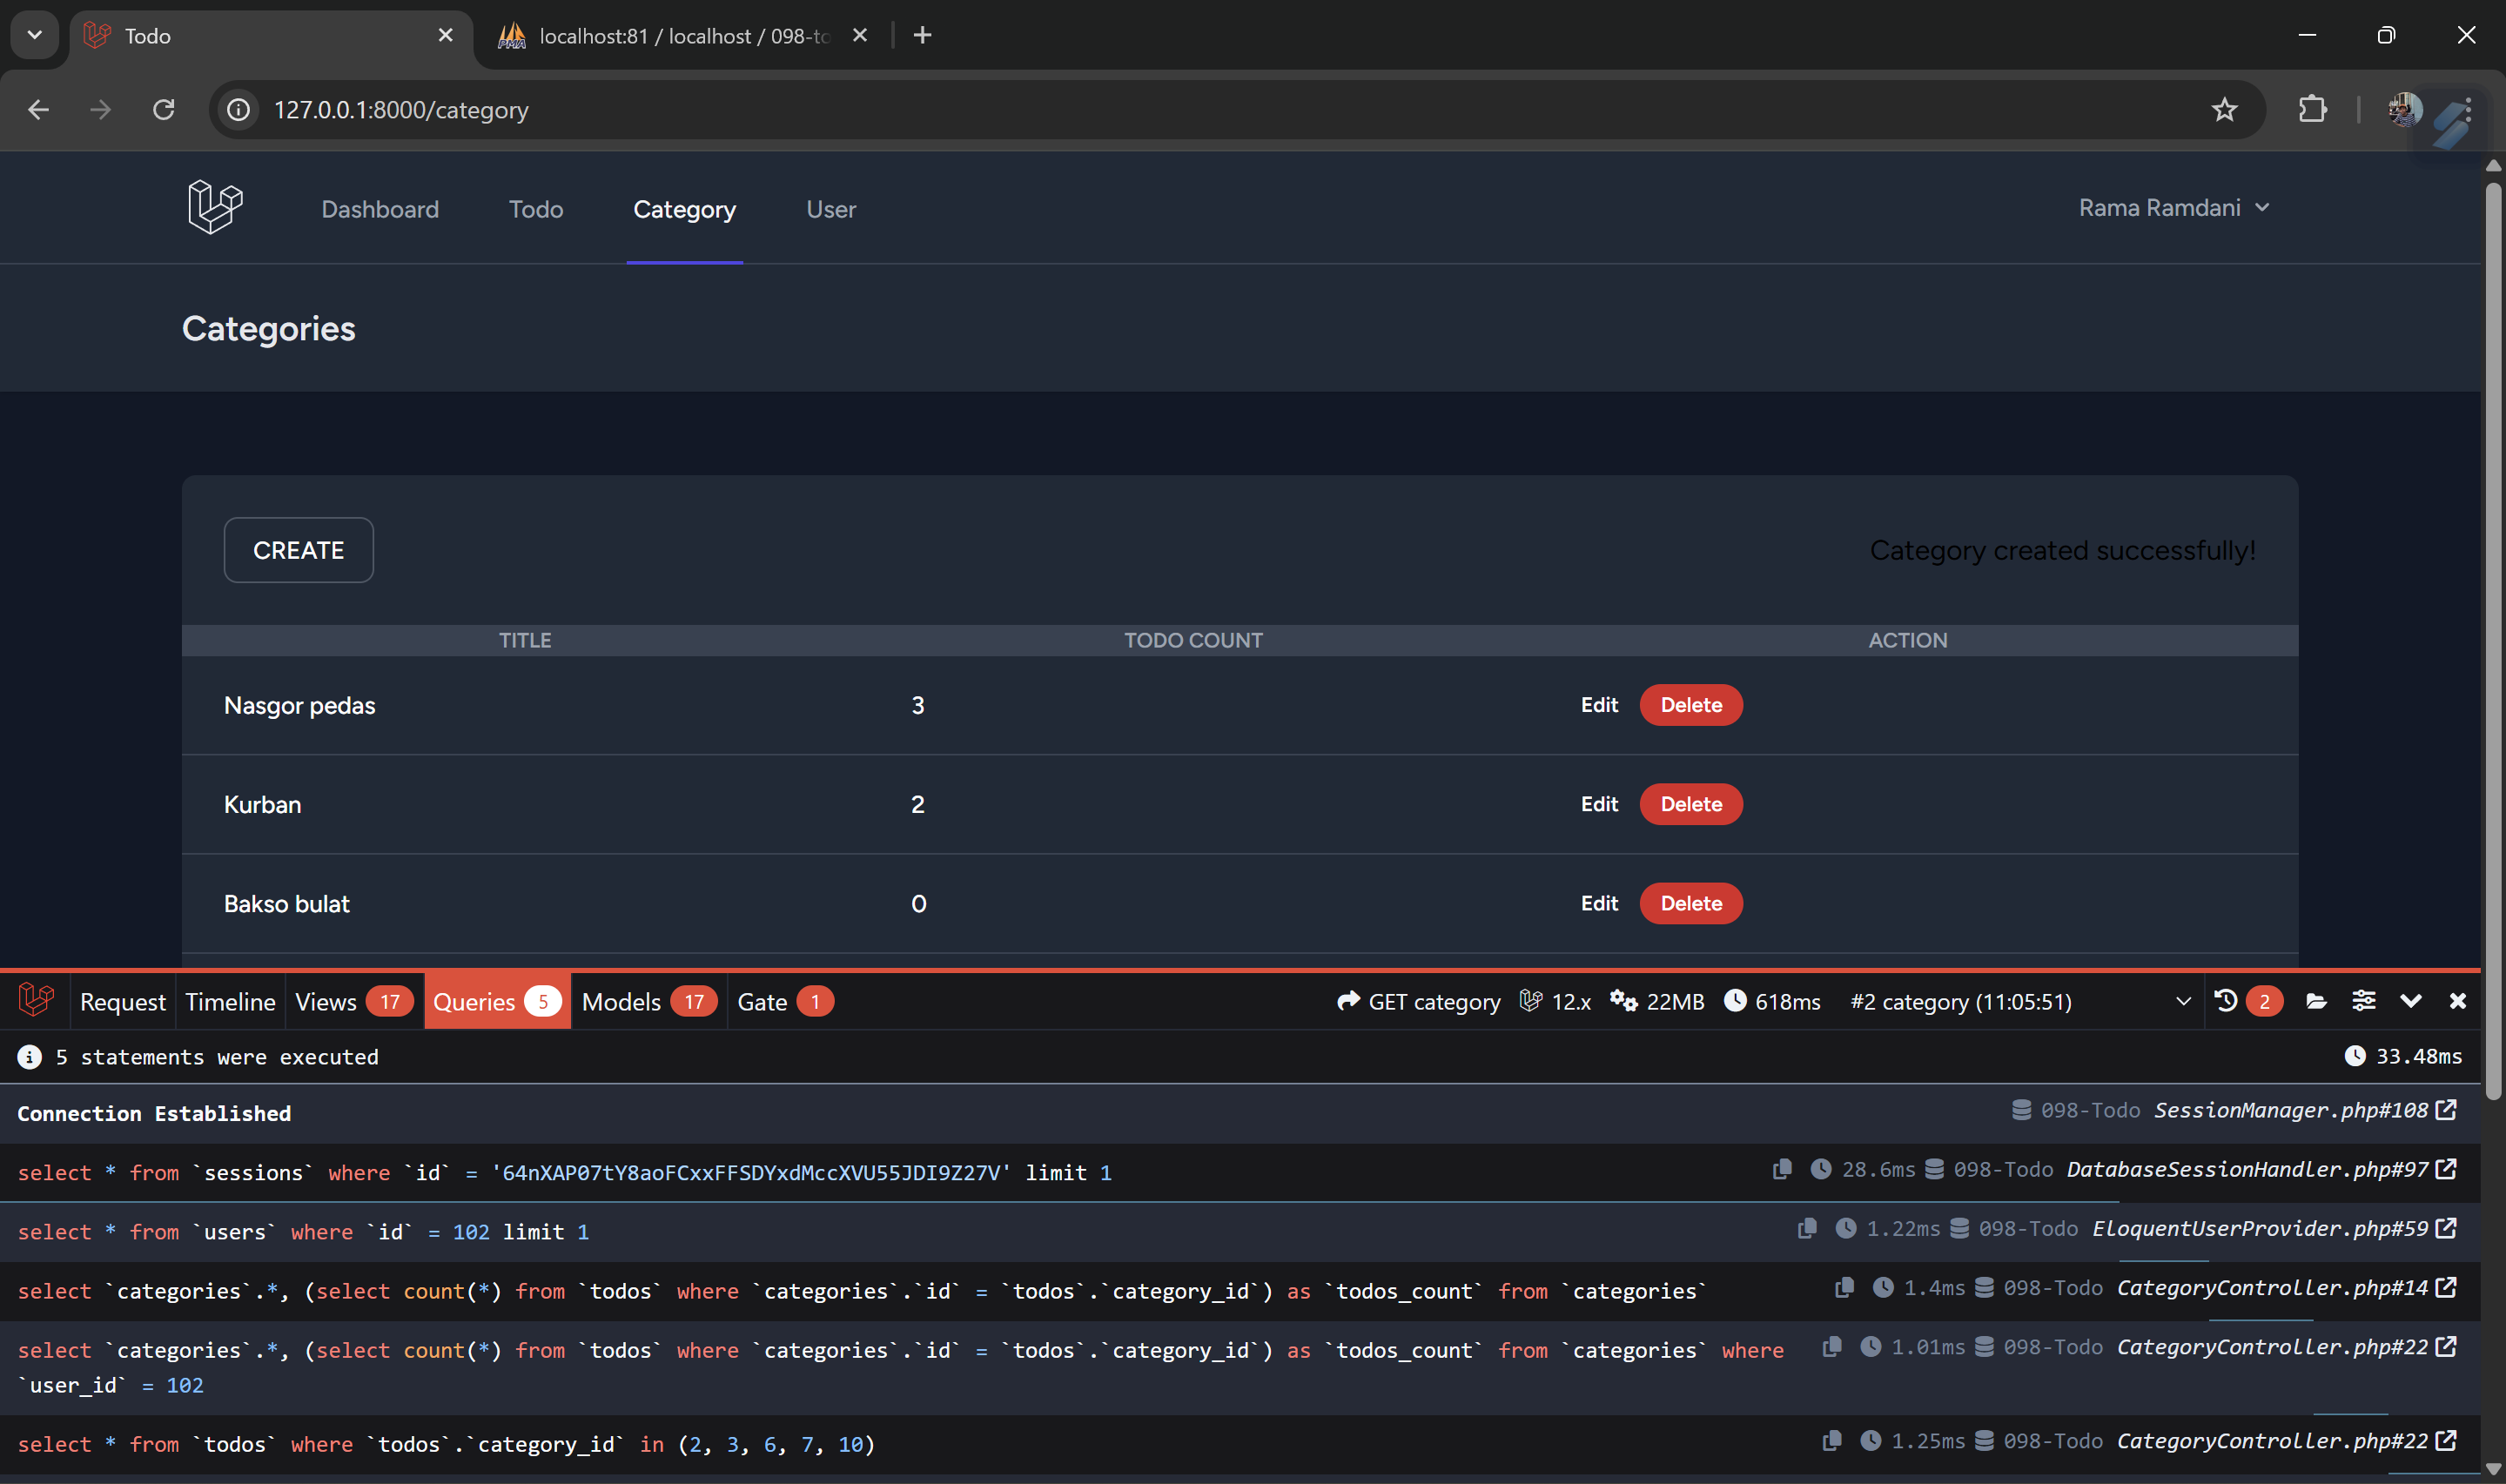 Todo
localhost:81 / localhost / 098-to
127.0.0.1:8000/category
Dashboard Todo Category User Rama Ramdani
Categories
CREATE Category created successfully!
TITLE TODO COUNT ACTION
Nasgor pedas 3 Edit Delete
Kurban 2 Edit Delete
Bakso bulat 0 Edit Delete
Request Timeline Views 17 Queries 5 Models 17 Gate 1 GET category 12.x 22MB 618ms #2 category (11:05:51) 2
5 statements were executed 33.48ms
Connection Established 098-Todo SessionManager.php#108
select * from `sessions` where `id` = '64nXAP07tY8aoFCxxFFSDYxdMccXVU55JDI9Z27V' limit 1 28.6ms 098-Todo DatabaseSessionHandler.php#97
select * from `users` where `id` = 102 limit 1 1.22ms 098-Todo EloquentUserProvider.php#59
select `categories`.*, (select count(*) from `todos` where `categories`.`id` = `todos`.`category_id`) as `todos_count` from `categories` 1.4ms 098-Todo CategoryController.php#14
select `categories`.*, (select count(*) from `todos` where `categories`.`id` = `todos`.`category_id`) as `todos_count` from `categories` where 1.01ms 098-Todo CategoryController.php#22
`user_id` = 102
select * from `todos` where `todos`.`category_id` in (2, 3, 6, 7, 10) 1.25ms 098-Todo CategoryController.php#22